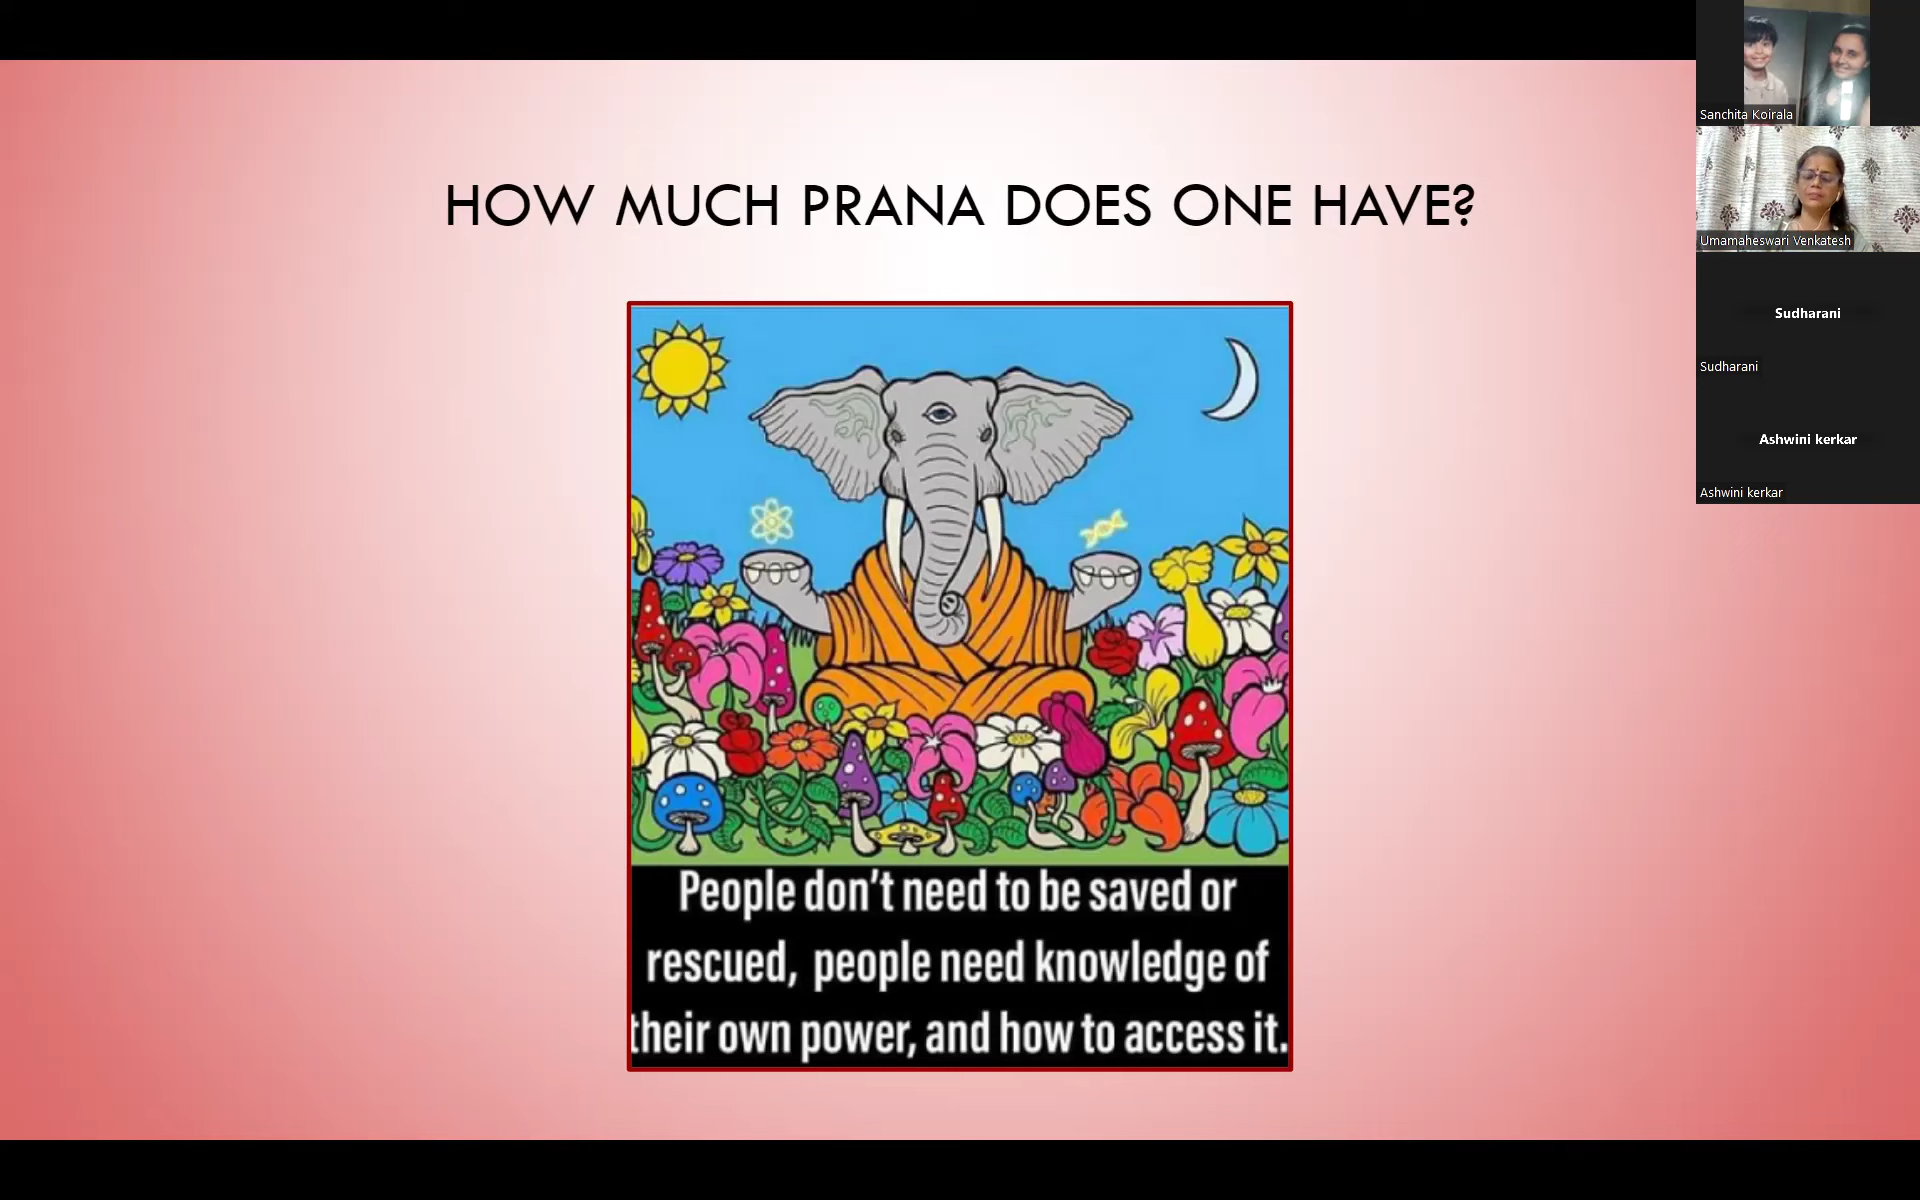 HOW MUCH PRANA DOES ONE HAVE?
People don't need to be saved or
rescued, people need knowledge of
their own power, and how to access it.
Sanchita Koirala
Umamaheswari Venkatesh
Sudharani
Sudharani
Ashwini kerkar
Ashwini kerkar